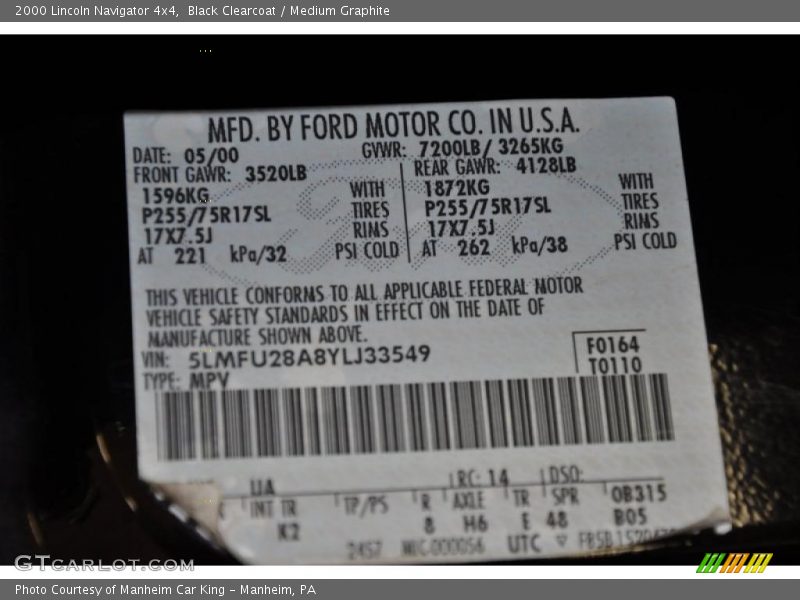 2000 Lincoln Navigator 4x4,  Black Clearcoat / Medium Graphite
MFD. BY FORD MOTOR CO. IN U.S.A.
DATE: 05/00 GVWR: 7200LB/ 3265KG
FRONT GAWR: 3520LB REAR GAWR: 4128LB
1596KG WITH 1872KG WITH
P255/75R17SL TIRES P255/75R17SL TIRES
17X7.5J RIMS 17X7.5J RIMS
AT 221 kPa/32 PSI COLD AT 262 kPa/38 PSI COLD
THIS VEHICLE CONFORMS TO ALL APPLICABLE FEDERAL MOTOR
VEHICLE SAFETY STANDARDS IN EFFECT ON THE DATE OF
MANUFACTURE SHOWN ABOVE.
VIN: 5LMFU28A8YLJ33549 F0164
TYPE: MPV T0110
UA RC: 14 DSO:
INT TR TP/PS R AXLE TR SPR 0B315
K2 8 H6 E 48 B05
2457 UTC
GTcarlot.com
Photo Courtesy of Manheim Car King - Manheim, PA